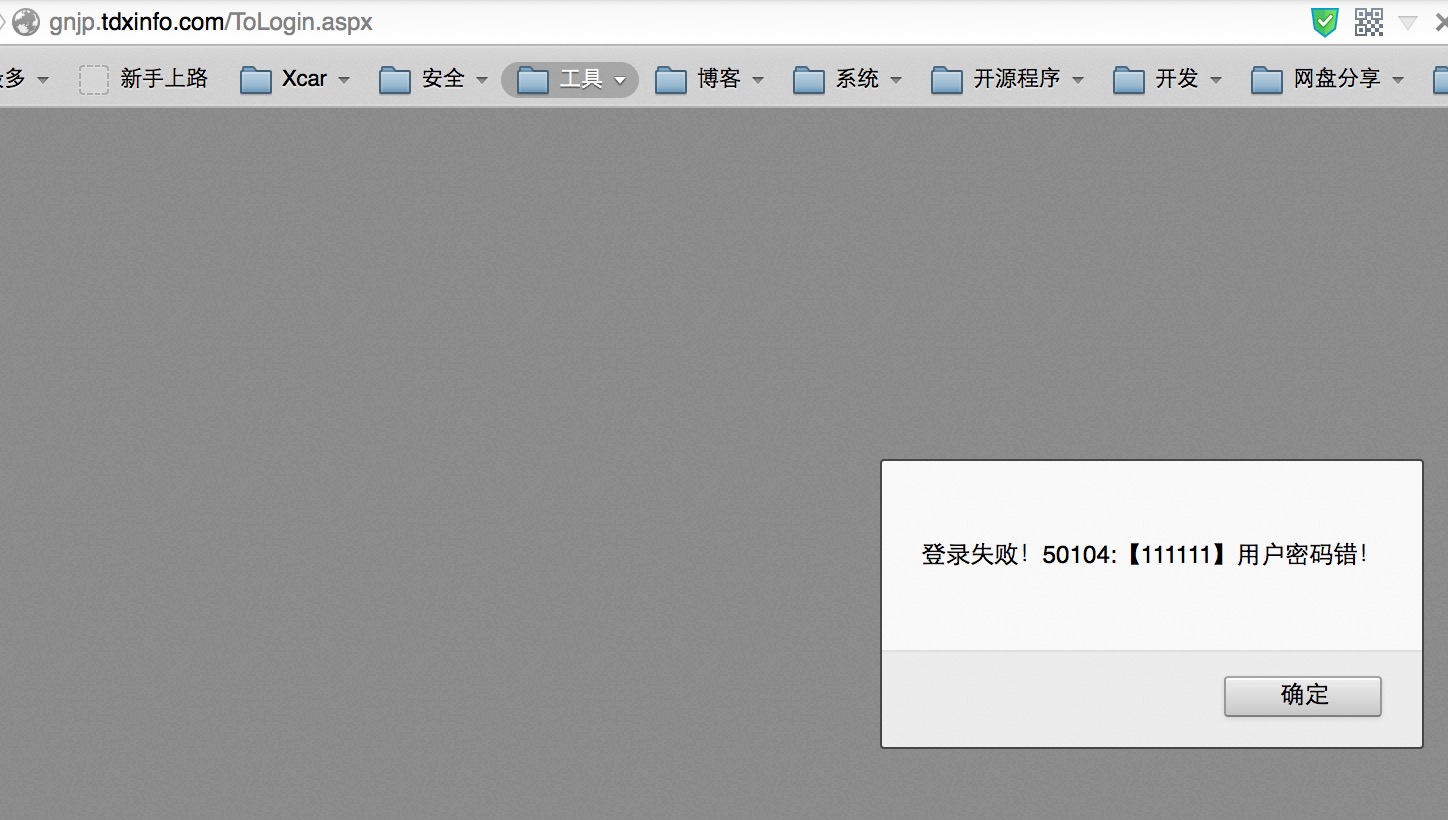 gnjp.tdxinfo.com/ToLogin.aspx
多 新手上路 Xcar 安全 工具 博客 系统 开源程序 开发 网盘分享
登录失败！50104:【111111】用户密码错！
确定